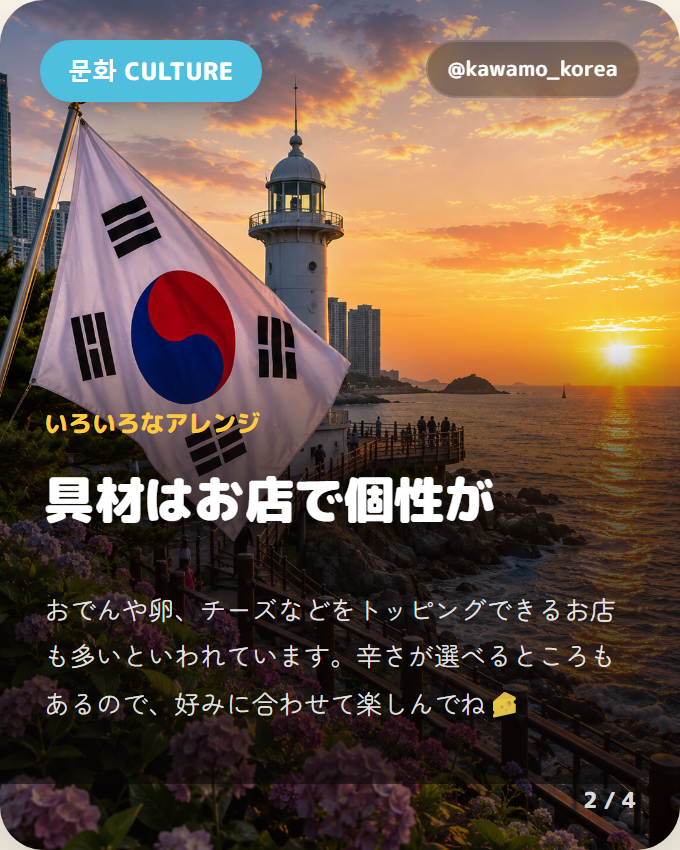 문화 CULTURE
@kawamo_korea
いろいろなアレンジ
具材はお店で個性が
おでんや卵、チーズなどをトッピングできるお店
も多いといわれています。辛さが選べるところも
あるので、好みに合わせて楽しんでね🧀
2 / 4